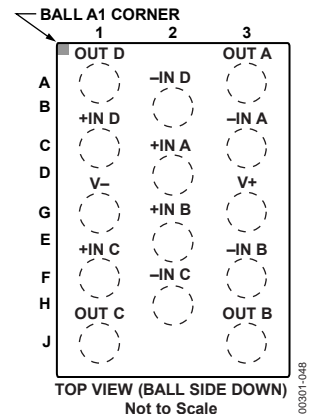 BALL A1 CORNER
1 2 3
OUT D OUT A
A –IN D
B
+IN D –IN A
C +IN A
D
V– V+
G +IN B
E
+IN C –IN B
F –IN C
H
OUT C OUT B
J
TOP VIEW (BALL SIDE DOWN)
Not to Scale
00301-048